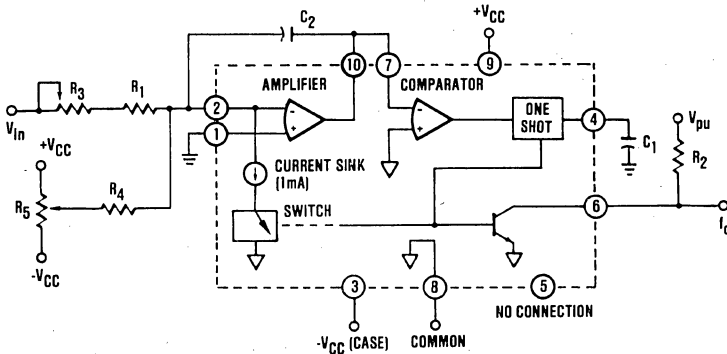 C2
+VCC
10
7
9
AMPLIFIER
COMPARATOR
R3
R1
2
-
+
-
+
ONE
SHOT
4
Vin
1
C1
Vpu
R2
+VCC
CURRENT SINK
(1mA)
R4
R5
SWITCH
6
fo
-VCC
3
8
5
NO CONNECTION
-VCC (CASE)
COMMON